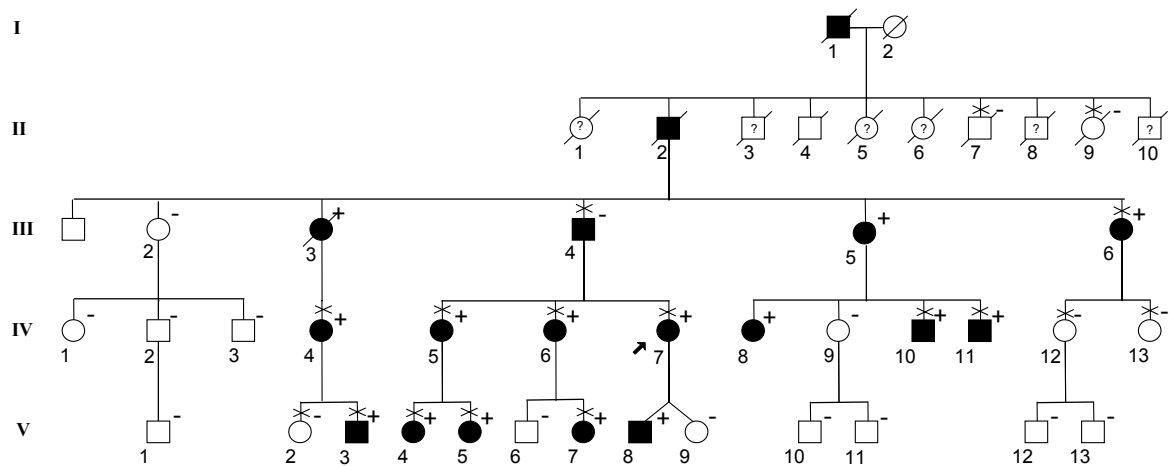 I
1 2
II
? ? ? ? ? ?
- -
1 2 3 4 5 6 7 8 9 10
III
- + - + +
2 3 4 5 6
IV
- - - + + + + + - + + - -
1 2 3 4 5 6 7 8 9 10 11 12 13
V
- - + + + - + + - - - - -
1 2 3 4 5 6 7 8 9 10 11 12 13